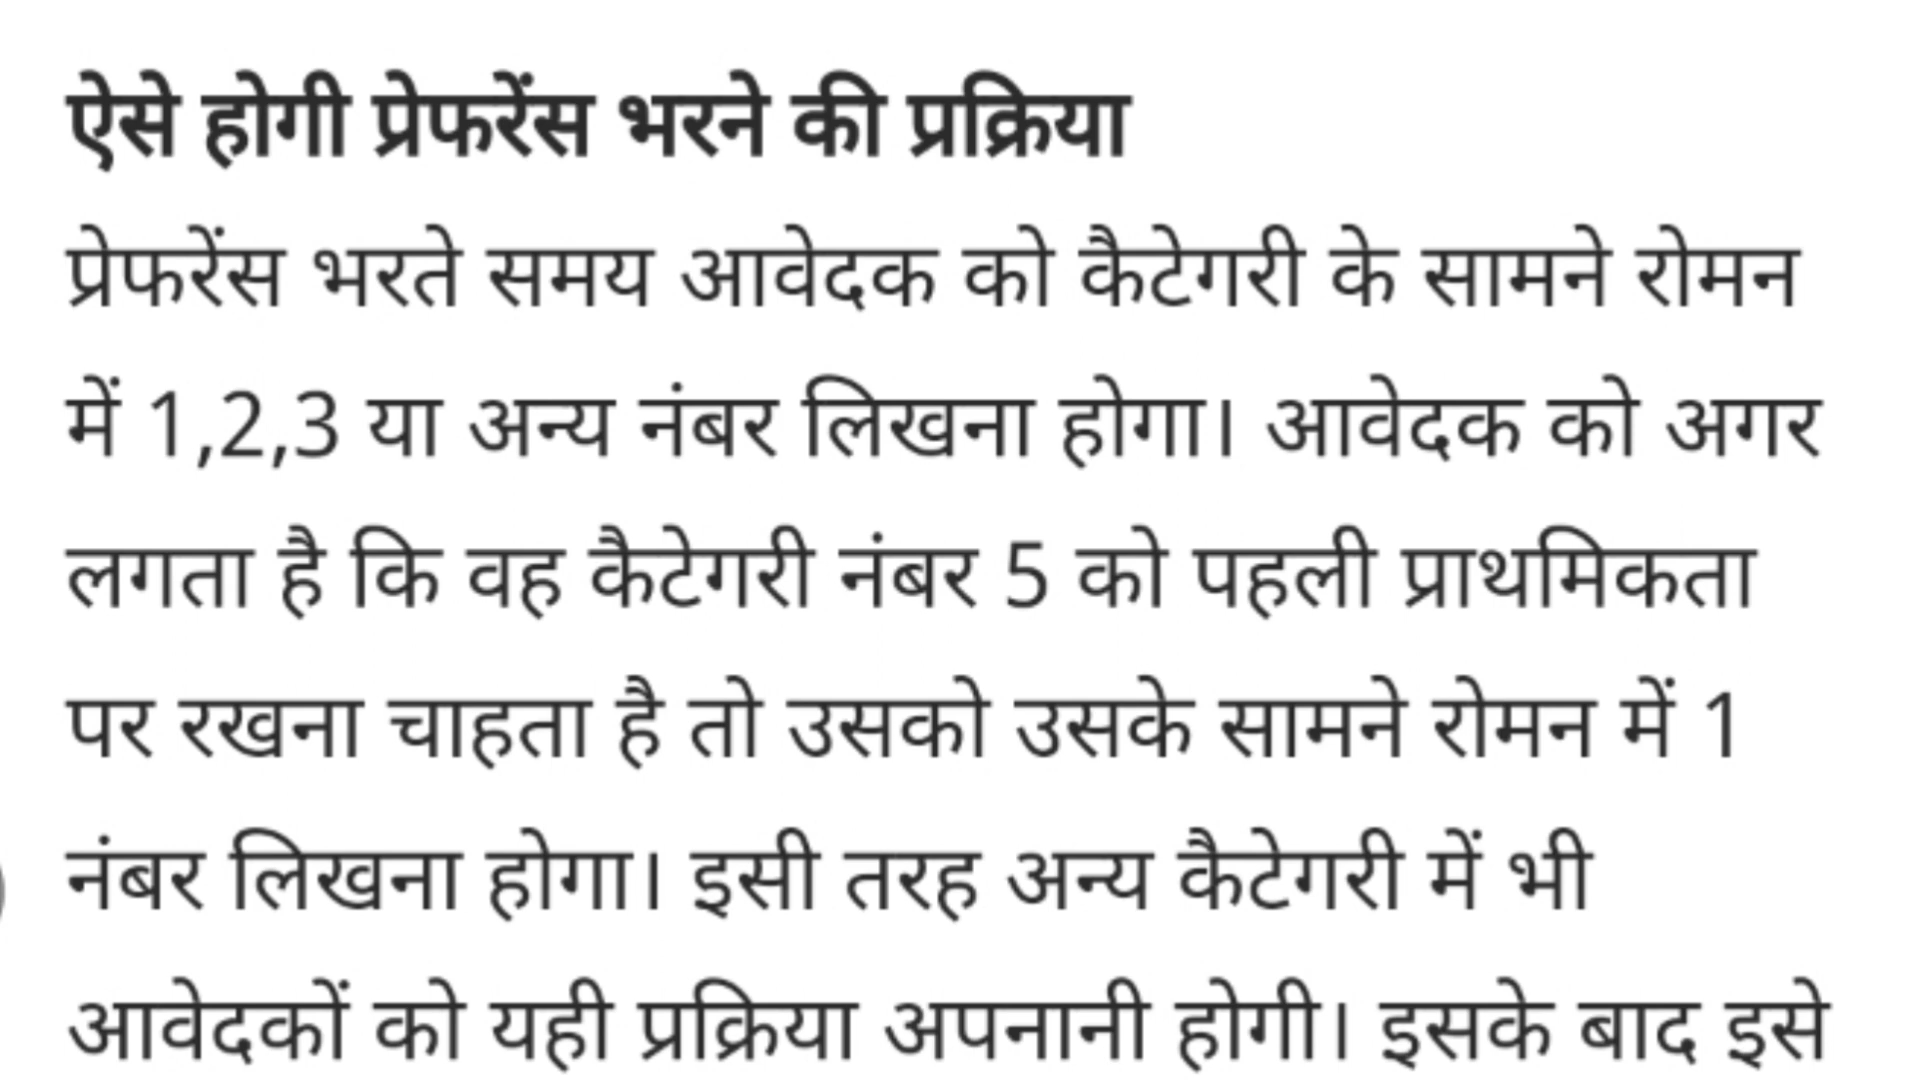 ऐसे होगी प्रेफरेंस भरने की प्रक्रिया
प्रेफरेंस भरते समय आवेदक को कैटेगरी के सामने रोमन
में 1,2,3 या अन्य नंबर लिखना होगा। आवेदक को अगर
लगता है कि वह कैटेगरी नंबर 5 को पहली प्राथमिकता
पर रखना चाहता है तो उसको उसके सामने रोमन में 1
नंबर लिखना होगा। इसी तरह अन्य कैटेगरी में भी
आवेदकों को यही प्रक्रिया अपनानी होगी। इसके बाद इसे